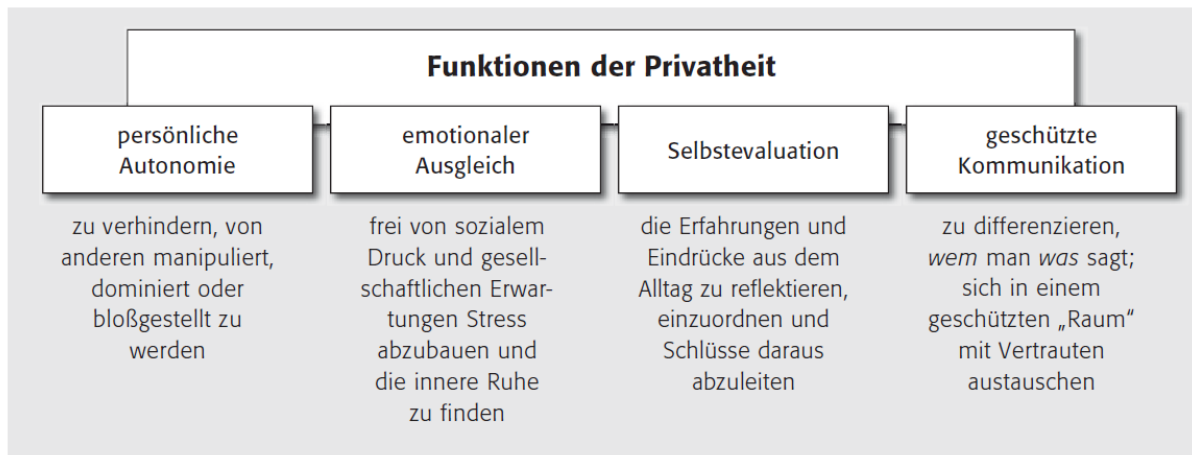 Funktionen der Privatheit
persönliche
Autonomie
zu verhindern, von
anderen manipuliert,
dominiert oder
bloßgestellt zu
werden
emotionaler
Ausgleich
frei von sozialem
Druck und gesell-
schaftlichen Erwar-
tungen Stress
abzubauen und
die innere Ruhe
zu finden
Selbstevaluation
die Erfahrungen und
Eindrücke aus dem
Alltag zu reflektieren,
einzuordnen und
Schlüsse daraus
abzuleiten
geschützte
Kommunikation
zu differenzieren,
wem man was sagt;
sich in einem
geschützten „Raum“
mit Vertrauten
austauschen